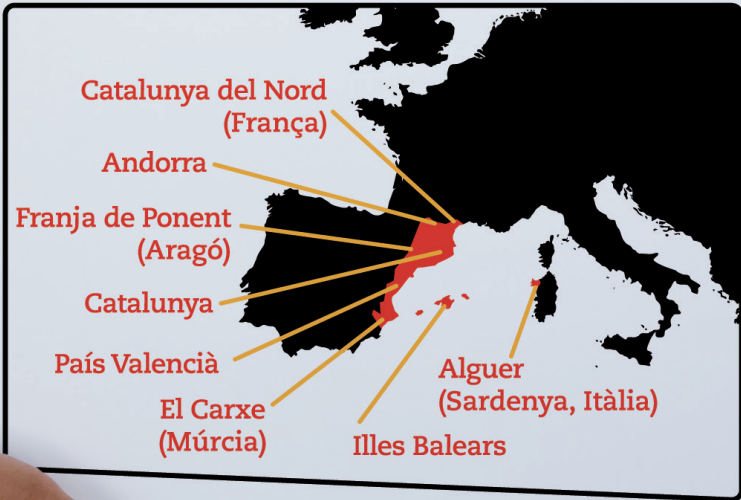 Catalunya del Nord
(França)
Andorra
Franja de Ponent
(Aragó)
Catalunya
País Valencià
El Carxe
(Múrcia)
Illes Balears
Alguer
(Sardenya, Itàlia)